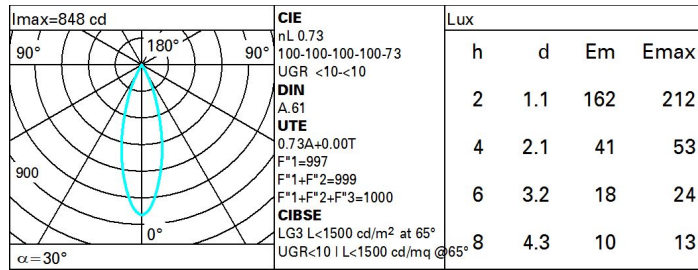 Imax=848 cd
90°
180°
90°
900
0°
α=30°
CIE
nL 0.73
100-100-100-100-73
UGR <10-<10
DIN
A.61
UTE
0.73A+0.00T
F"1=997
F"1+F"2=999
F"1+F"2+F"3=1000
CIBSE
LG3 L<1500 cd/m² at 65°
UGR<10 | L<1500 cd/mq @65°
Lux
h d Em Emax
2 1.1 162 212
4 2.1 41 53
6 3.2 18 24
8 4.3 10 13